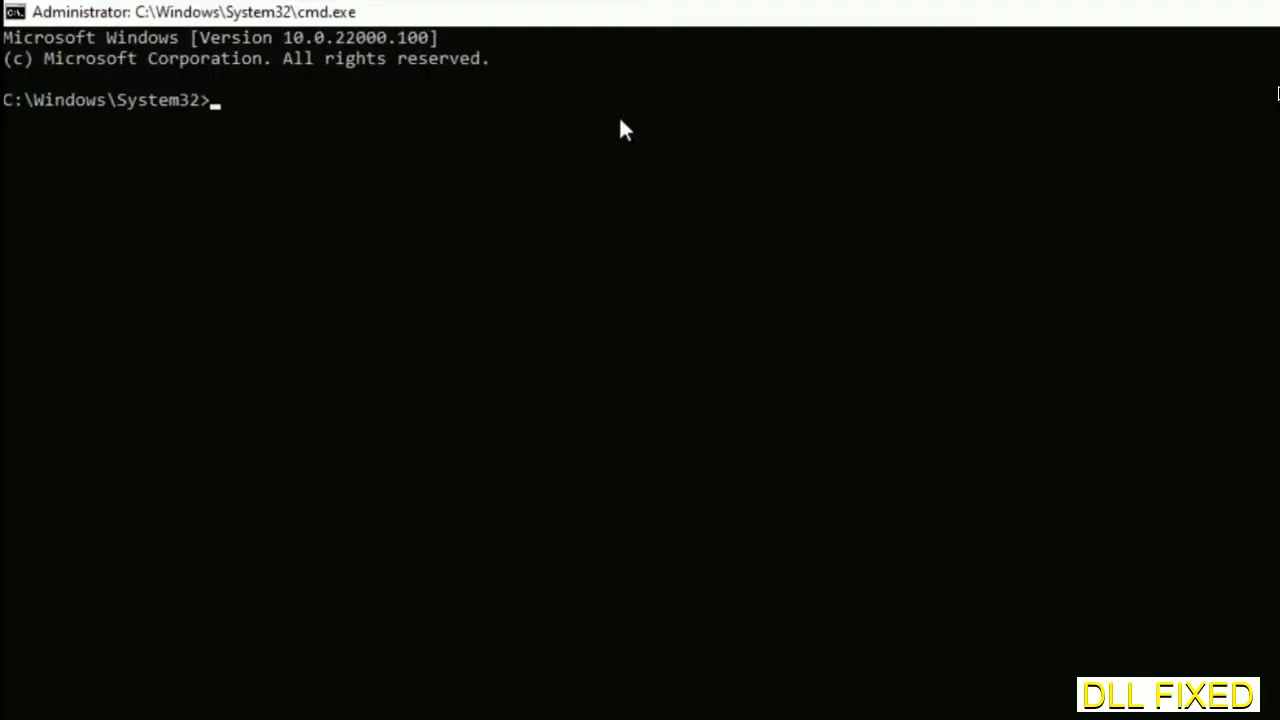 Administrator: C:\Windows\System32\cmd.exe
Microsoft Windows [Version 10.0.22000.100]
(c) Microsoft Corporation. All rights reserved.
C:\Windows\System32>
DLL FIXED